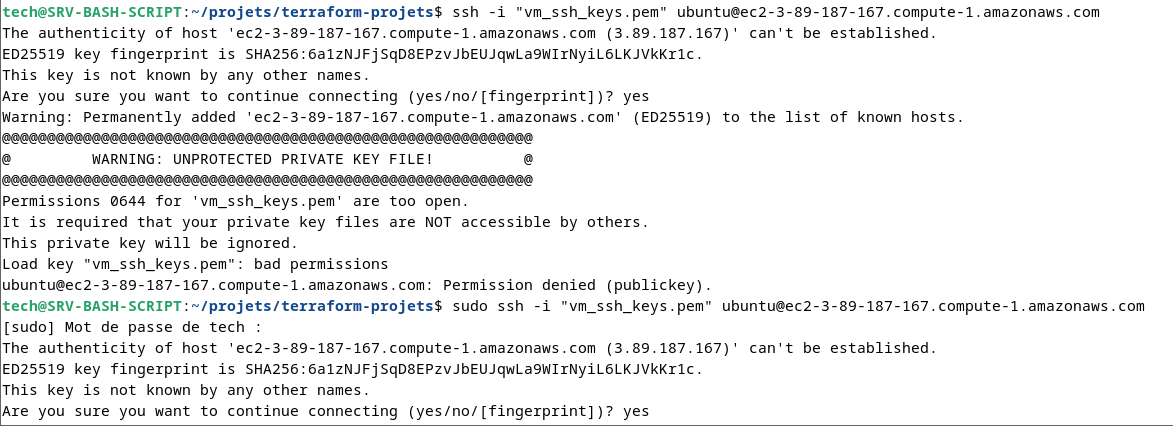 tech@SRV-BASH-SCRIPT:~/projets/terraform-projets$ ssh -i "vm_ssh_keys.pem" ubuntu@ec2-3-89-187-167.compute-1.amazonaws.com
The authenticity of host 'ec2-3-89-187-167.compute-1.amazonaws.com (3.89.187.167)' can't be established.
ED25519 key fingerprint is SHA256:6a1zNJFjSqD8EPzvJbEUJqwLa9WIrNyiL6LKJVkKr1c.
This key is not known by any other names.
Are you sure you want to continue connecting (yes/no/[fingerprint])? yes
Warning: Permanently added 'ec2-3-89-187-167.compute-1.amazonaws.com' (ED25519) to the list of known hosts.
@@@@@@@@@@@@@@@@@@@@@@@@@@@@@@@@@@@@@@@@@@@@@@@@@@@@@@@@@@@
@         WARNING: UNPROTECTED PRIVATE KEY FILE!          @
@@@@@@@@@@@@@@@@@@@@@@@@@@@@@@@@@@@@@@@@@@@@@@@@@@@@@@@@@@@
Permissions 0644 for 'vm_ssh_keys.pem' are too open.
It is required that your private key files are NOT accessible by others.
This private key will be ignored.
Load key "vm_ssh_keys.pem": bad permissions
ubuntu@ec2-3-89-187-167.compute-1.amazonaws.com: Permission denied (publickey).
tech@SRV-BASH-SCRIPT:~/projets/terraform-projets$ sudo ssh -i "vm_ssh_keys.pem" ubuntu@ec2-3-89-187-167.compute-1.amazonaws.com
[sudo] Mot de passe de tech :
The authenticity of host 'ec2-3-89-187-167.compute-1.amazonaws.com (3.89.187.167)' can't be established.
ED25519 key fingerprint is SHA256:6a1zNJFjSqD8EPzvJbEUJqwLa9WIrNyiL6LKJVkKr1c.
This key is not known by any other names.
Are you sure you want to continue connecting (yes/no/[fingerprint])? yes